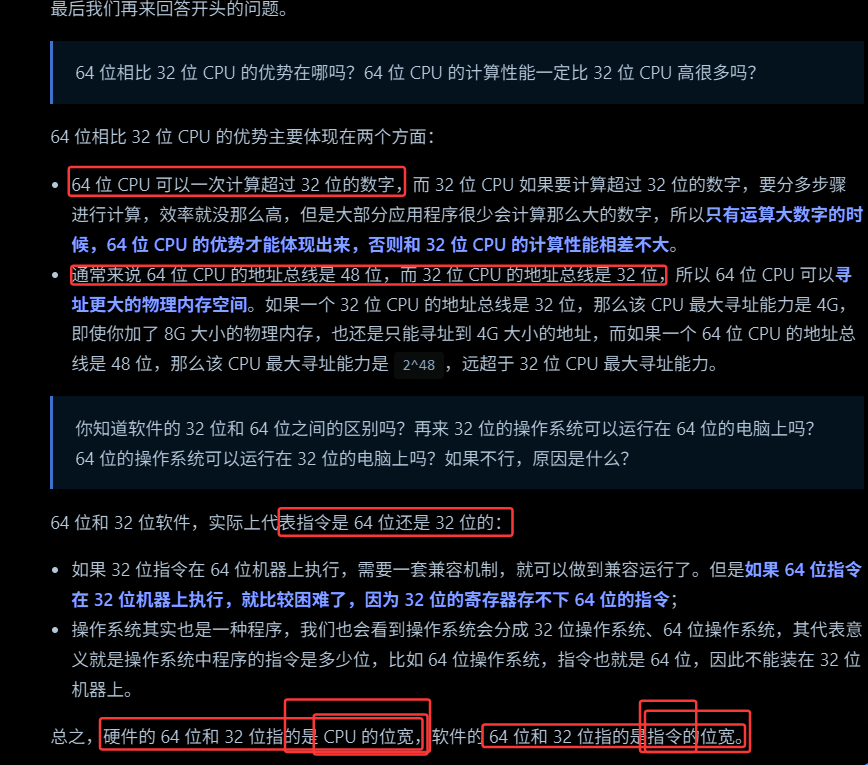 最后我们再来回答开头的问题。
64 位相比 32 位 CPU 的优势在哪吗？64 位 CPU 的计算性能一定比 32 位 CPU 高很多吗？
64 位相比 32 位 CPU 的优势主要体现在两个方面：
• 64 位 CPU 可以一次计算超过 32 位的数字，而 32 位 CPU 如果要计算超过 32 位的数字，要分多步骤
进行计算，效率就没那么高，但是大部分应用程序很少会计算那么大的数字，所以只有运算大数字的时
候，64 位 CPU 的优势才能体现出来，否则和 32 位 CPU 的计算性能相差不大。
• 通常来说 64 位 CPU 的地址总线是 48 位，而 32 位 CPU 的地址总线是 32 位，所以 64 位 CPU 可以寻
址更大的物理内存空间。如果一个 32 位 CPU 的地址总线是 32 位，那么该 CPU 最大寻址能力是 4G，
即使你加了 8G 大小的物理内存，也还是只能寻址到 4G 大小的地址，而如果一个 64 位 CPU 的地址总
线是 48 位，那么该 CPU 最大寻址能力是 2^48，远超于 32 位 CPU 最大寻址能力。
你知道软件的 32 位和 64 位之间的区别吗？再来 32 位的操作系统可以运行在 64 位的电脑上吗？
64 位的操作系统可以运行在 32 位的电脑上吗？如果不行，原因是什么？
64 位和 32 位软件，实际上代表指令是 64 位还是 32 位的：
• 如果 32 位指令在 64 位机器上执行，需要一套兼容机制，就可以做到兼容运行了。但是如果 64 位指令
在 32 位机器上执行，就比较困难了，因为 32 位的寄存器存不下 64 位的指令；
• 操作系统其实也是一种程序，我们也会看到操作系统会分成 32 位操作系统、64 位操作系统，其代表意
义就是操作系统中程序的指令是多少位，比如 64 位操作系统，指令也就是 64 位，因此不能装在 32 位
机器上。
总之，硬件的 64 位和 32 位指的是 CPU 的位宽，软件的 64 位和 32 位指的是指令的位宽。